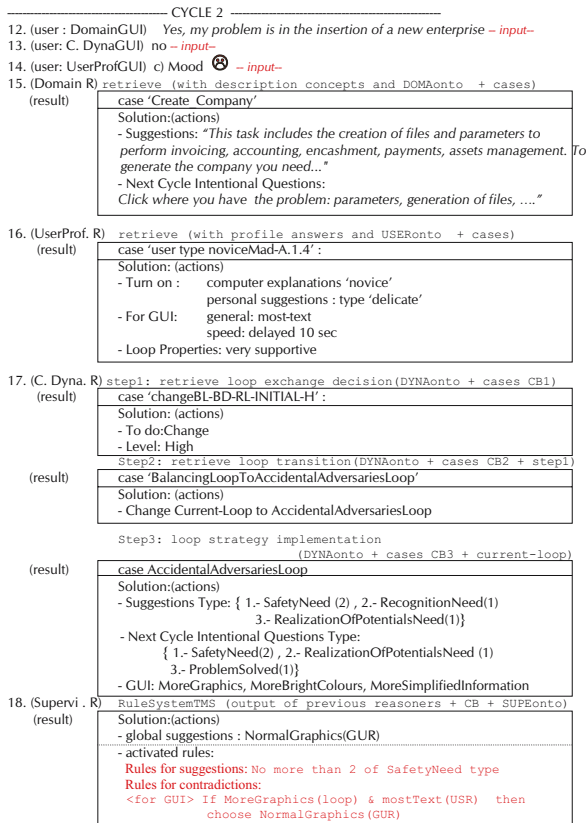 CYCLE 2
12. (user : DomainGUI) Yes, my problem is in the insertion of a new enterprise -- input--
13. (user: C. DynaGUI) no -- input--
14. (user: UserProfGUI) c) Mood -- input--
15. (Domain R) retrieve (with description concepts and DOMAonto + cases)
(result) case 'Create_Company'
Solution:(actions)
- Suggestions: "This task includes the creation of files and parameters to
perform invoicing, accounting, encashment, payments, assets management. To
generate the company you need..."
- Next Cycle Intentional Questions:
Click where you have the problem: parameters, generation of files, …."
16. (UserProf. R) retrieve (with profile answers and USERonto + cases)
(result) case 'user type noviceMad-A.1.4' :
Solution: (actions)
- Turn on : computer explanations 'novice'
personal suggestions : type 'delicate'
- For GUI: general: most-text
speed: delayed 10 sec
- Loop Properties: very supportive
17. (C. Dyna. R) step1: retrieve loop exchange decision(DYNAonto + cases CB1)
(result) case 'changeBL-BD-RL-INITIAL-H' :
Solution: (actions)
- To do:Change
- Level: High
Step2: retrieve loop transition(DYNAonto + cases CB2 + step1)
(result) case 'BalancingLoopToAccidentalAdversariesLoop'
Solution: (actions)
- Change Current-Loop to AccidentalAdversariesLoop
Step3: loop strategy implementation
(DYNAonto + cases CB3 + current-loop)
(result) case AccidentalAdversariesLoop
Solution:(actions)
- Suggestions Type: { 1.- SafetyNeed (2) , 2.- RecognitionNeed(1)
3.- RealizationOfPotentialsNeed(1)}
- Next Cycle Intentional Questions Type:
{ 1.- SafetyNeed(2) , 2.- RealizationOfPotentialsNeed (1)
3.- ProblemSolved(1)}
- GUI: MoreGraphics, MoreBrightColours, MoreSimplifiedInformation
18. (Supervi . R) RuleSystemTMS (output of previous reasoners + CB + SUPEonto)
(result) Solution:(actions)
- global suggestions : NormalGraphics(GUR)
- activated rules:
Rules for suggestions: No more than 2 of SafetyNeed type
Rules for contradictions:
<for GUI> If MoreGraphics(loop) & mostText(USR) then
choose NormalGraphics(GUR)